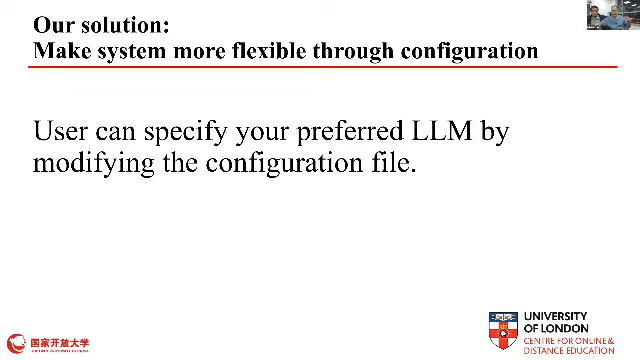 Our solution:
Make system more flexible through configuration
User can specify your preferred LLM by
modifying the configuration file.
国家开放大学
UNIVERSITY
OF LONDON
CENTRE FOR ONLINE &
DISTANCE EDUCATION